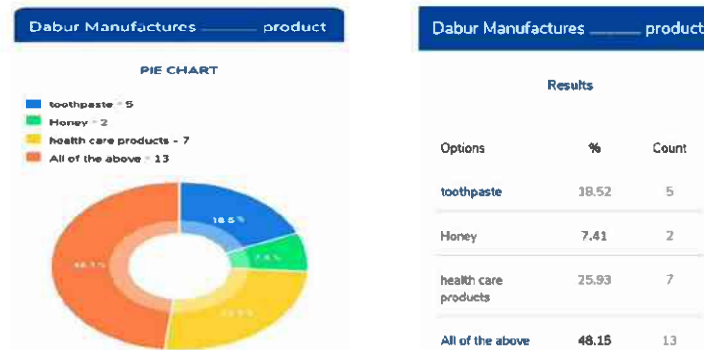 Dabur Manufactures ______ product
PIE CHART
toothpaste - 5
Honey - 2
health care products - 7
All of the above - 13
18.5 %
7.4 %
Dabur Manufactures ______ product
Results
Options % Count
toothpaste 18.52 5
Honey 7.41 2
health care 25.93 7
products
All of the above 48.15 13